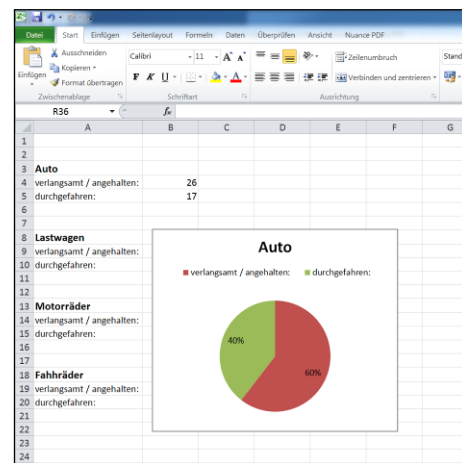 Datei Start Einfügen Seitenlayout Formeln Daten Überprüfen Ansicht Nuance PDF
Einfügen
Ausschneiden
Kopieren
Format übertragen
Zwischenablage
Calibri 11 A A
F K U A
Schriftart
Zeilenumbruch
Verbinden und zentrieren
Ausrichtung
Stand
R36 fx
A B C D E F G
1
2
3 Auto
4 verlangsamt / angehalten: 26
5 durchgefahren: 17
6
7
8 Lastwagen
9 verlangsamt / angehalten:
10 durchgefahren:
11
12
13 Motorräder
14 verlangsamt / angehalten:
15 durchgefahren:
16
17
18 Fahhräder
19 verlangsamt / angehalten:
20 durchgefahren:
21
22
23
24
Auto
verlangsamt / angehalten: durchgefahren:
40%
60%